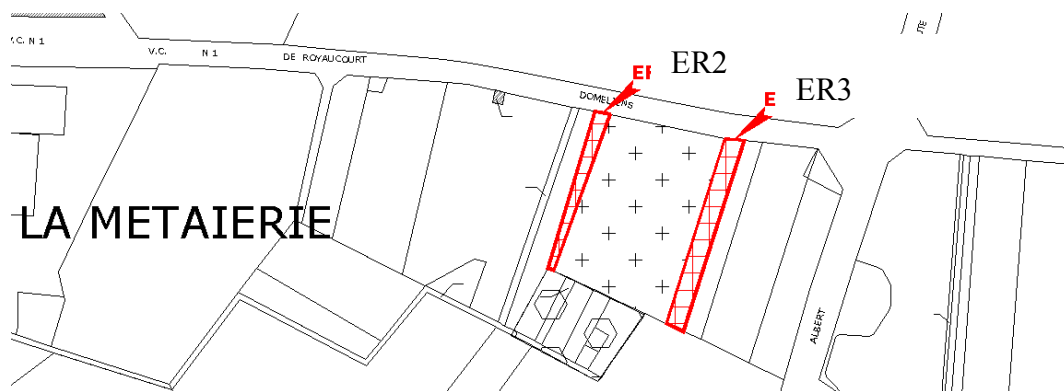 V.C. N 1
V.C. N 1
DE ROYAUCOURT
ER2
DOMELIENS
E
ER3
LA METAIERIE
ALBERT